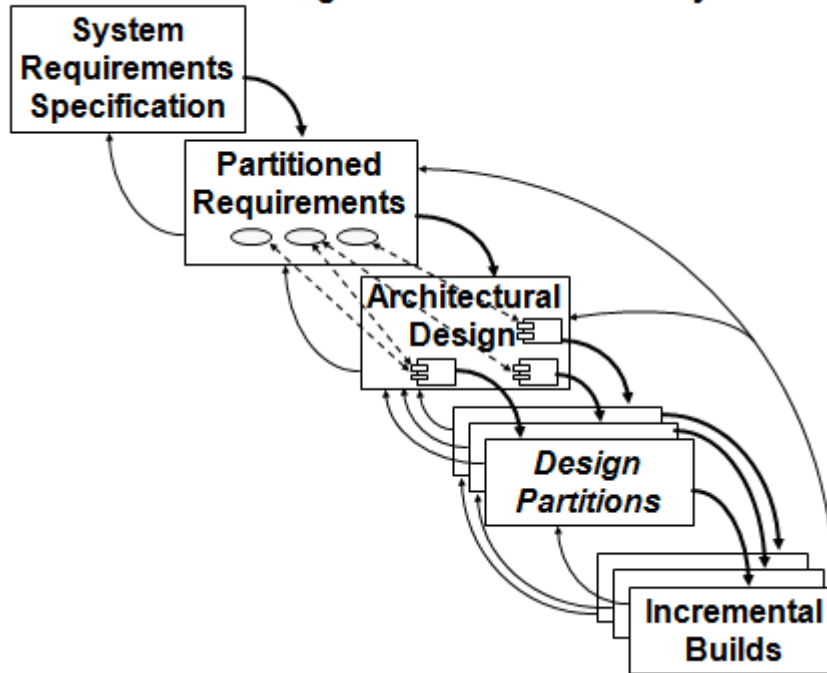 System
Requirements
Specification
Partitioned
Requirements
Architectural
Design
Design
Partitions
Incremental
Builds